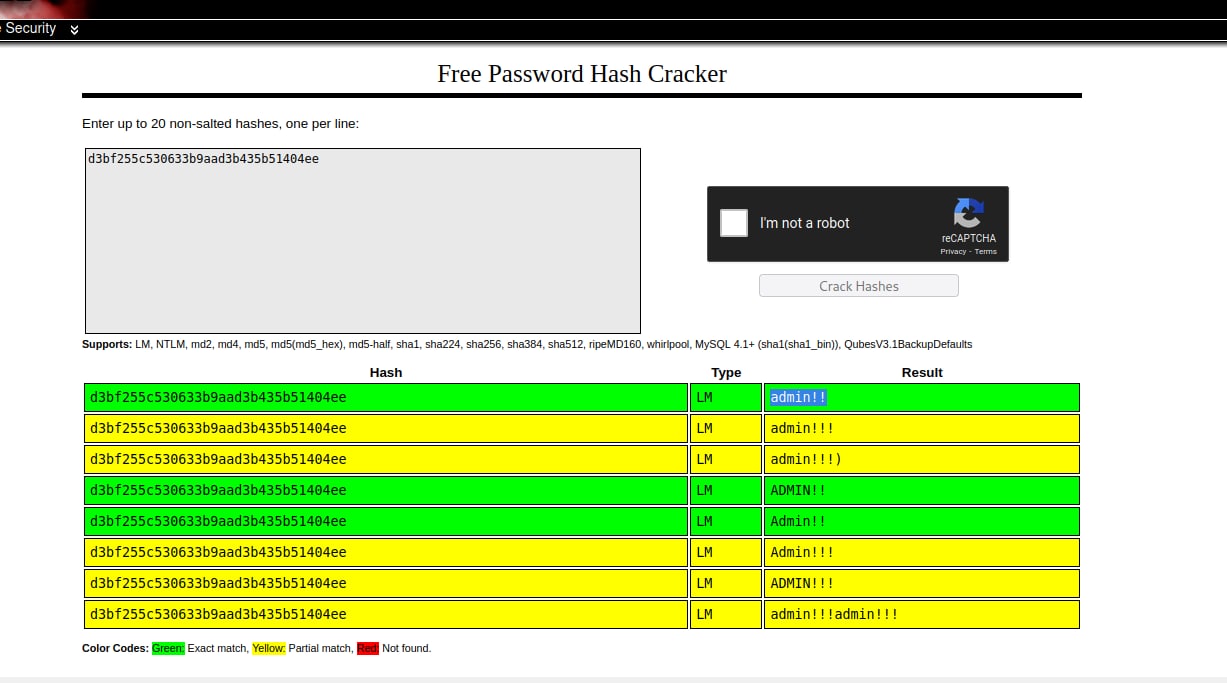 Security
Free Password Hash Cracker
Enter up to 20 non-salted hashes, one per line:
d3bf255c530633b9aad3b435b51404ee
I'm not a robot
reCAPTCHA
Privacy - Terms
Crack Hashes
Supports: LM, NTLM, md2, md4, md5, md5(md5_hex), md5-half, sha1, sha224, sha256, sha384, sha512, ripeMD160, whirlpool, MySQL 4.1+ (sha1(sha1_bin)), QubesV3.1BackupDefaults
Hash Type Result
d3bf255c530633b9aad3b435b51404ee LM admin!!
d3bf255c530633b9aad3b435b51404ee LM admin!!!
d3bf255c530633b9aad3b435b51404ee LM admin!!!)
d3bf255c530633b9aad3b435b51404ee LM ADMIN!!
d3bf255c530633b9aad3b435b51404ee LM Admin!!
d3bf255c530633b9aad3b435b51404ee LM Admin!!!
d3bf255c530633b9aad3b435b51404ee LM ADMIN!!!
d3bf255c530633b9aad3b435b51404ee LM admin!!!admin!!!
Color Codes: Green: Exact match, Yellow: Partial match, Red: Not found.